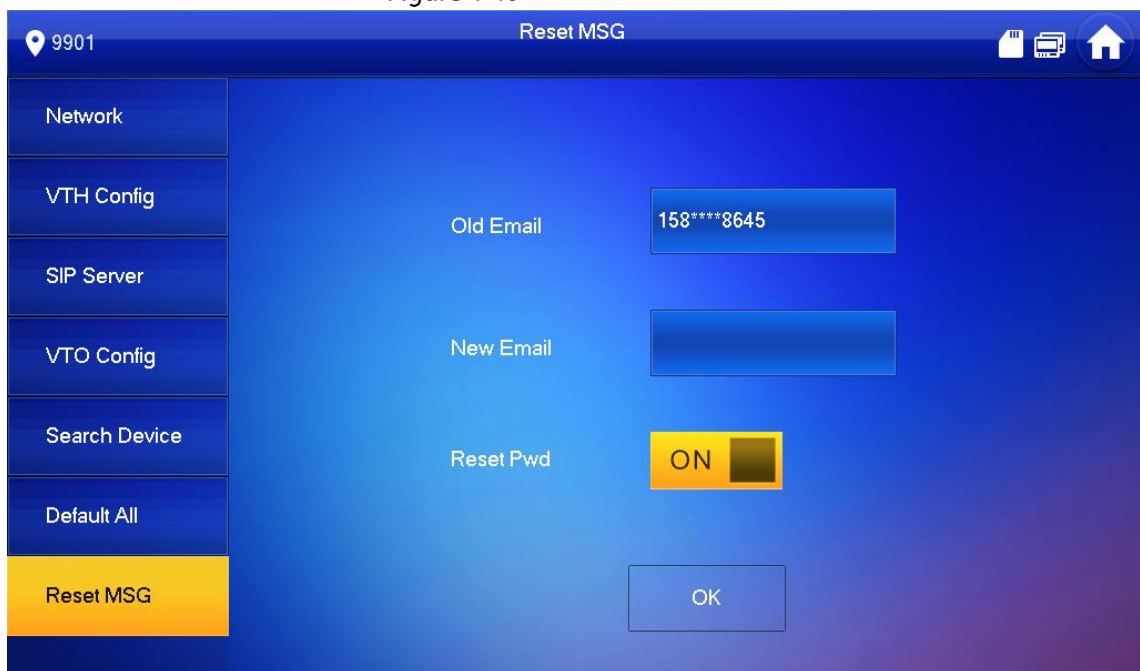 Reset MSG
9901
Network
VTH Config
SIP Server
VTO Config
Search Device
Default All
Reset MSG
Old Email
158****8645
New Email
Reset Pwd
ON
OK